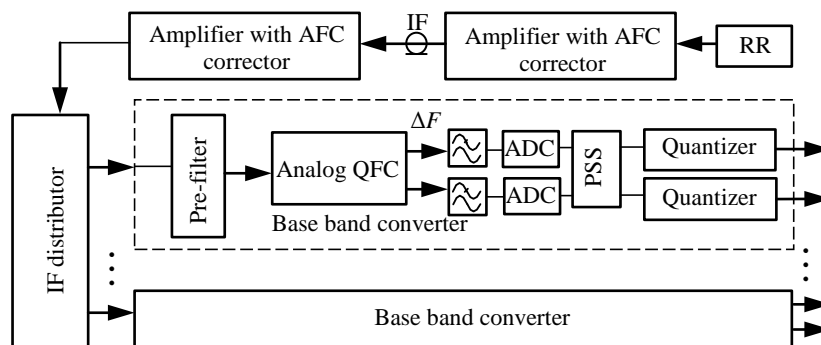 Amplifier with AFC
corrector
IF
Amplifier with AFC
corrector
RR
IF distributor
Pre-filter
Analog QFC
ΔF
ADC
ADC
PSS
Quantizer
Quantizer
Base band converter
Base band converter